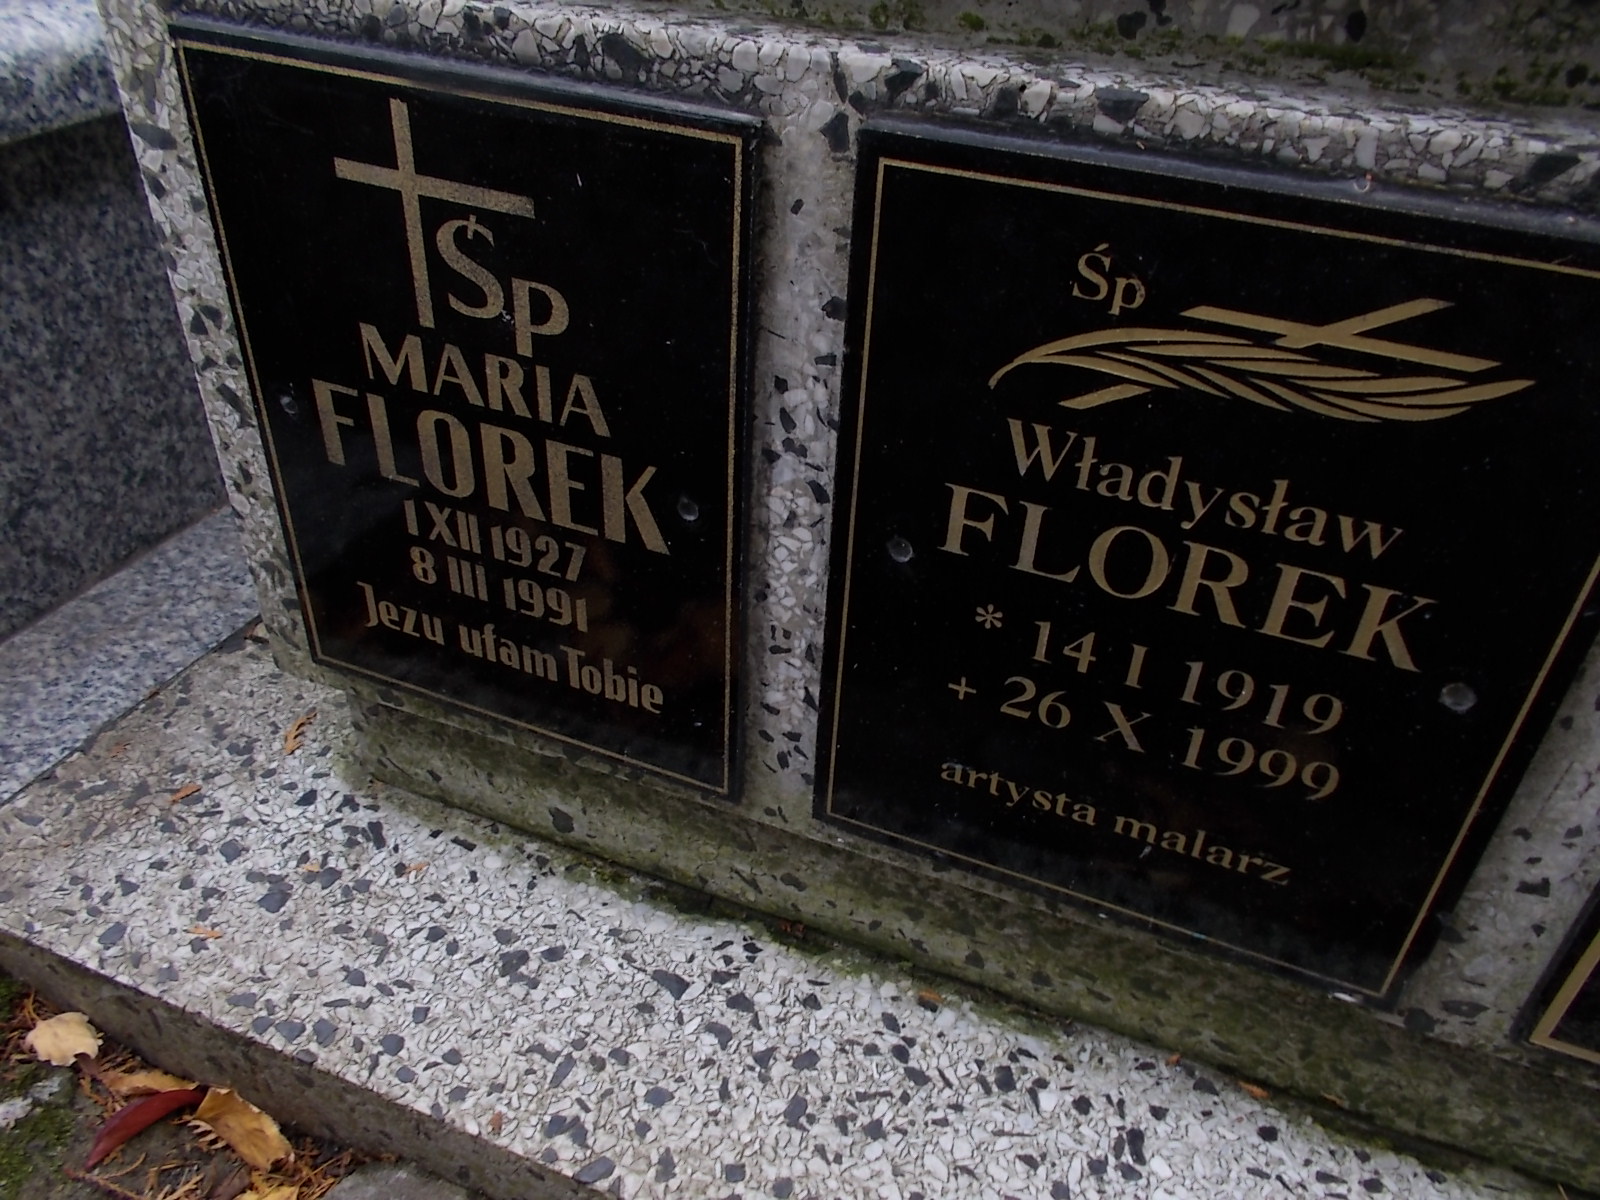 Śp
MARIA
FLOREK
1 XII 1927
8 III 1991
Jezu ufam Tobie
Śp
Władysław
FLOREK
* 14 I 1919
+ 26 X 1999
artysta malarz